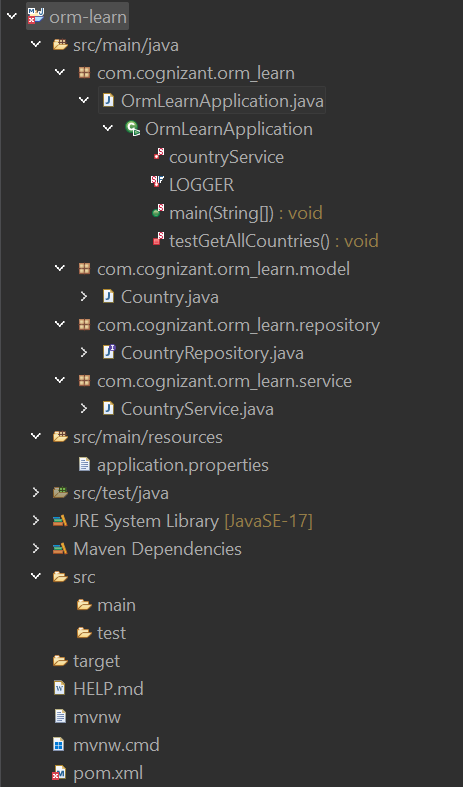 orm-learn
src/main/java
com.cognizant.orm_learn
OrmLearnApplication.java
OrmLearnApplication
countryService
LOGGER
main(String[]) : void
testGetAllCountries() : void
com.cognizant.orm_learn.model
Country.java
com.cognizant.orm_learn.repository
CountryRepository.java
com.cognizant.orm_learn.service
CountryService.java
src/main/resources
application.properties
src/test/java
JRE System Library [JavaSE-17]
Maven Dependencies
src
main
test
target
HELP.md
mvnw
mvnw.cmd
pom.xml